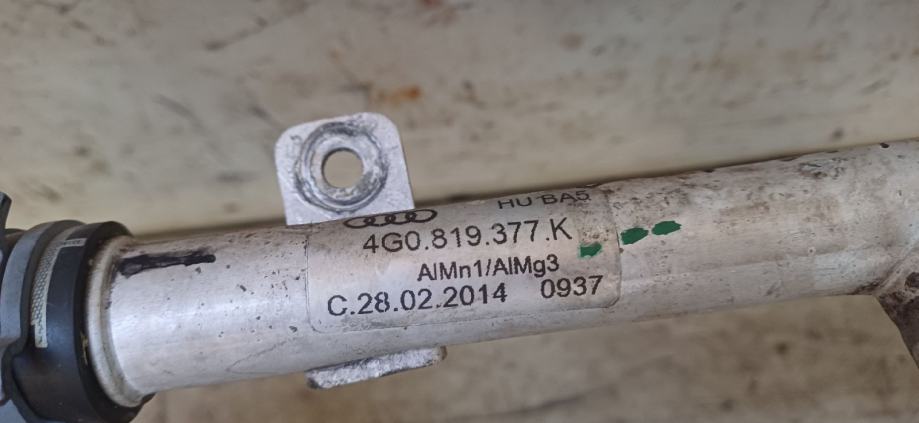 HU BA5
4G0.819.377.K
AlMn1/AlMg3
C.28.02.2014 0937